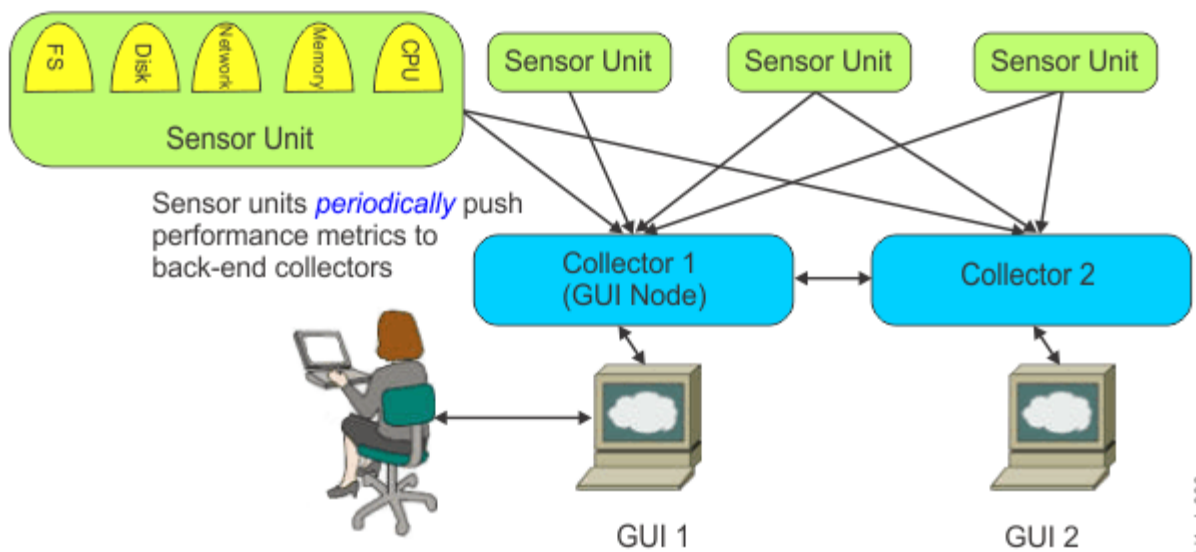 FS
Disk
Network
Memory
CPU
Sensor Unit
Sensor Unit
Sensor Unit
Sensor Unit
Sensor units periodically push
performance metrics to
back-end collectors
Collector 1
(GUI Node)
Collector 2
GUI 1
GUI 2